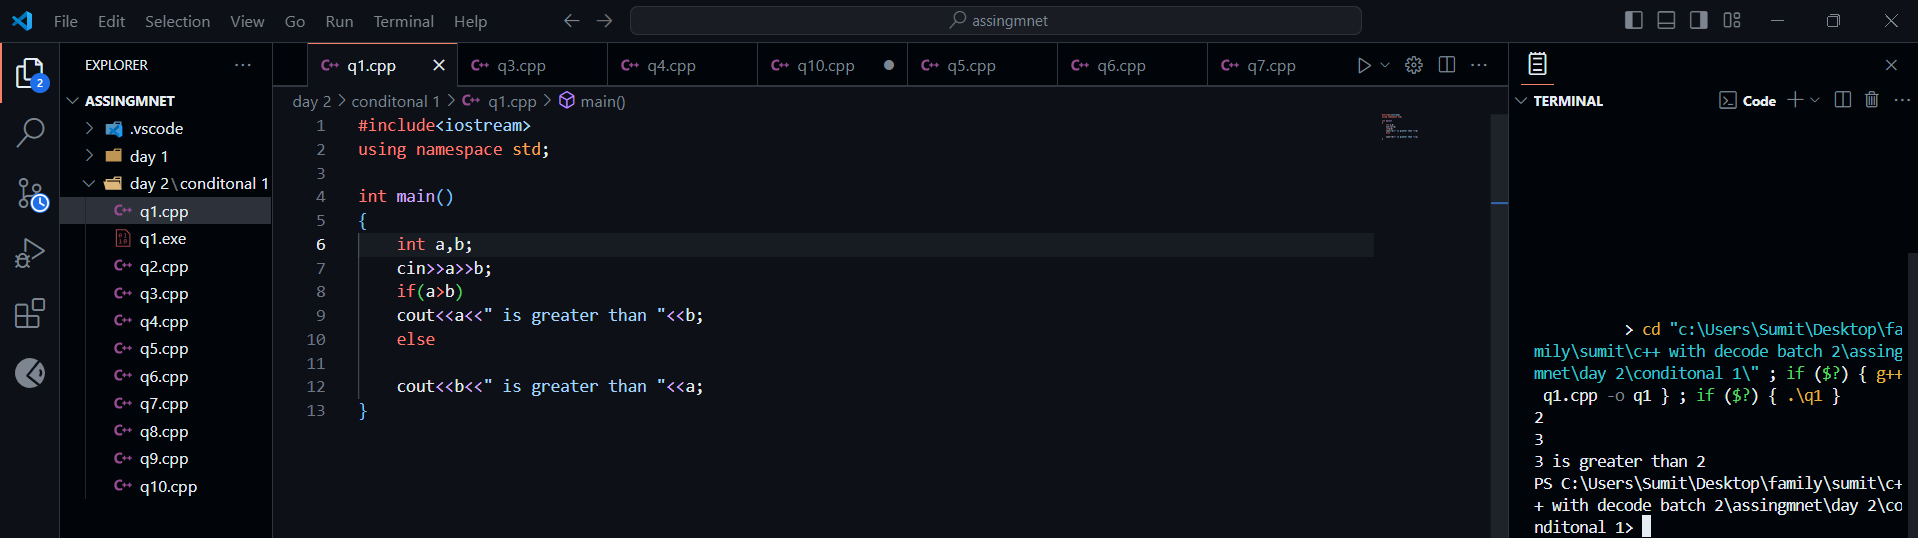 File Edit Selection View Go Run Terminal Help assingmnet
EXPLORER
2
ASSINGMNET
.vscode
day 1
day 2\conditonal 1
q1.cpp
q1.exe
q2.cpp
q3.cpp
q4.cpp
q5.cpp
q6.cpp
q7.cpp
q8.cpp
q9.cpp
q10.cpp
C++ q1.cpp C++ q3.cpp C++ q4.cpp C++ q10.cpp C++ q5.cpp C++ q6.cpp C++ q7.cpp
day 2 > conditonal 1 > C++ q1.cpp > main()
1 #include<iostream>
2 using namespace std;
3
4 int main()
5 {
6 int a,b;
7 cin>>a>>b;
8 if(a>b)
9 cout<<a<<" is greater than "<<b;
10 else
11
12 cout<<b<<" is greater than "<<a;
13 }
TERMINAL Code
> cd "c:\Users\Sumit\Desktop\fa
mily\sumit\c++ with decode batch 2\assing
mnet\day 2\conditonal 1\" ; if ($?) { g++
q1.cpp -o q1 } ; if ($?) { .\q1 }
2
3
3 is greater than 2
PS C:\Users\Sumit\Desktop\family\sumit\c+
+ with decode batch 2\assingmnet\day 2\co
nditonal 1>